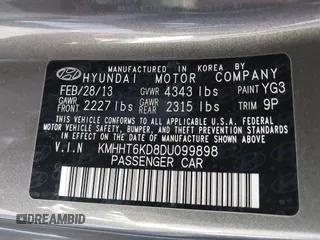 MANUFACTURED IN KOREA BY
HYUNDAI MOTOR COMPANY
FEB/28/13 GVWR 4343 lbs PAINT YG3
GAWR FRONT 2227 lbs GAWR REAR 2315 lbs TRIM 9P
THIS VEHICLE CONFORMS TO ALL APPLICABLE U.S. FEDERAL
MOTOR VEHICLE SAFETY, BUMPER, AND THEFT PREVENTION
STANDARDS IN EFFECT ON THE DATE OF MANUFACTURE SHOWN ABOVE.
V.I.N KMHHT6KD8DU099898
PASSENGER CAR
DREAMBID